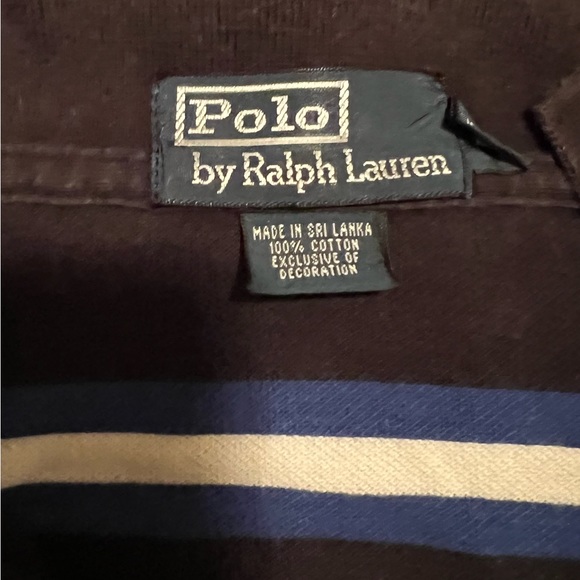 Polo
by Ralph Lauren
MADE IN SRI LANKA
100% COTTON
EXCLUSIVE OF
DECORATION